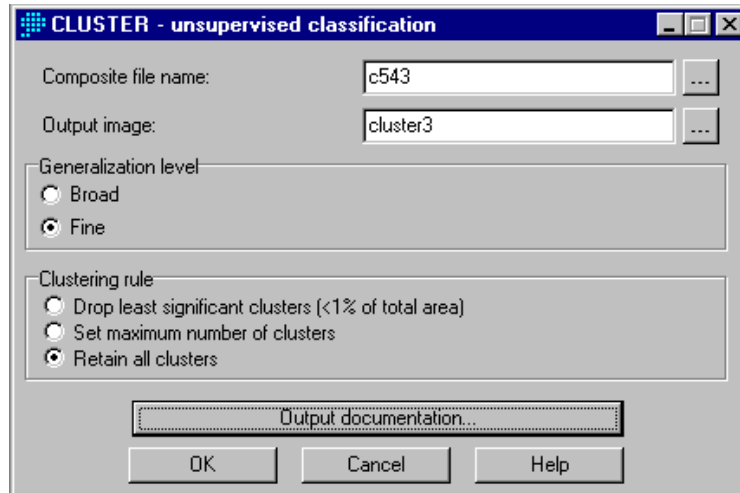 CLUSTER - unsupervised classification
Composite file name: c543 ...
Output image: cluster3 ...
Generalization level
Broad
Fine
Clustering rule
Drop least significant clusters (<1% of total area)
Set maximum number of clusters
Retain all clusters
Output documentation...
OK Cancel Help